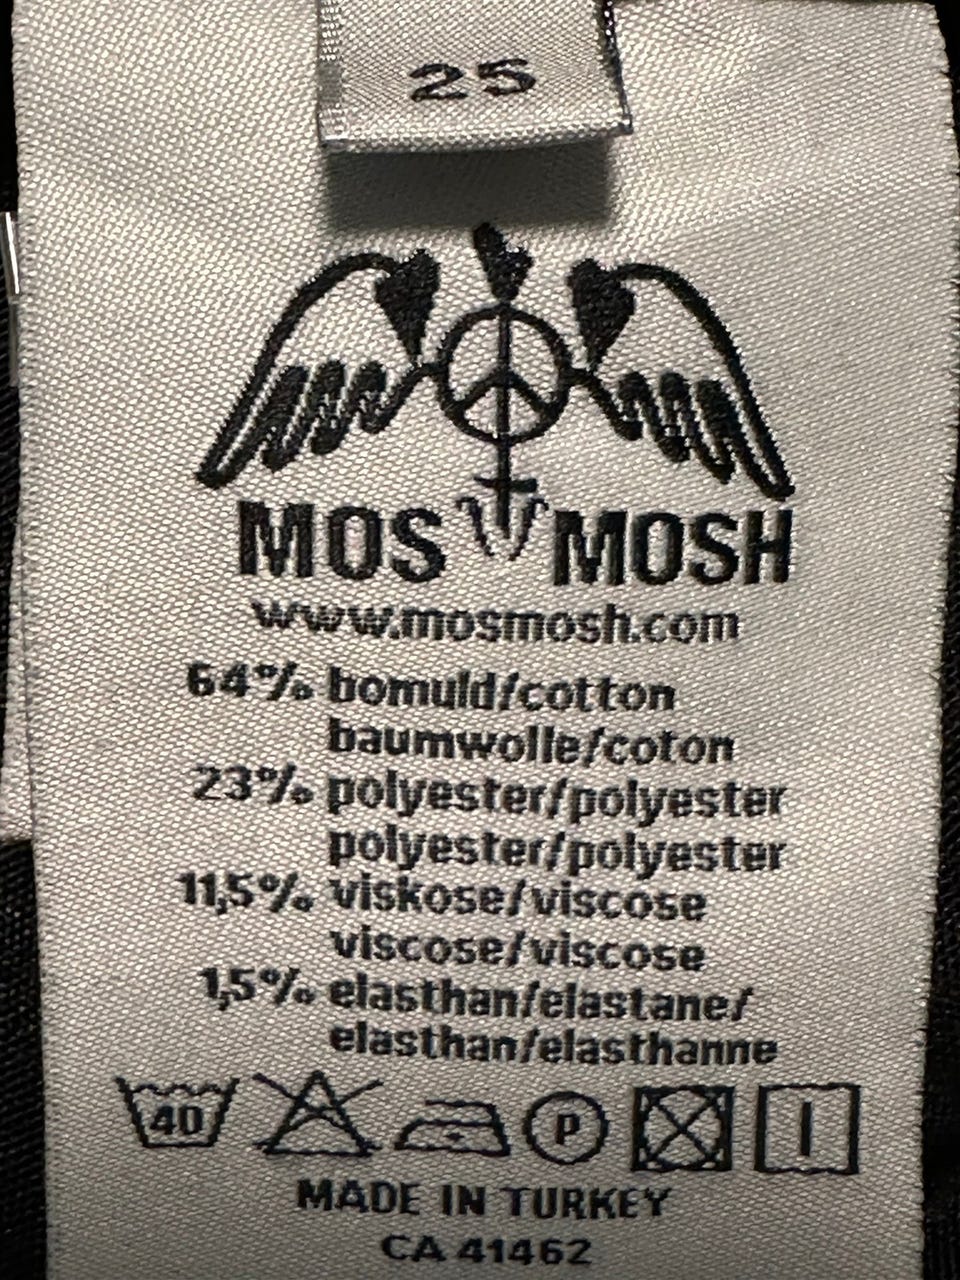 25
MOS MOSH
www.mosmosh.com
64% bomuld/cotton
baumwolle/coton
23% polyester/polyester
polyester/polyester
11,5% viskose/viscose
viscose/viscose
1,5% elasthan/elastane/
elasthan/elasthanne
40 P
MADE IN TURKEY
CA 41462